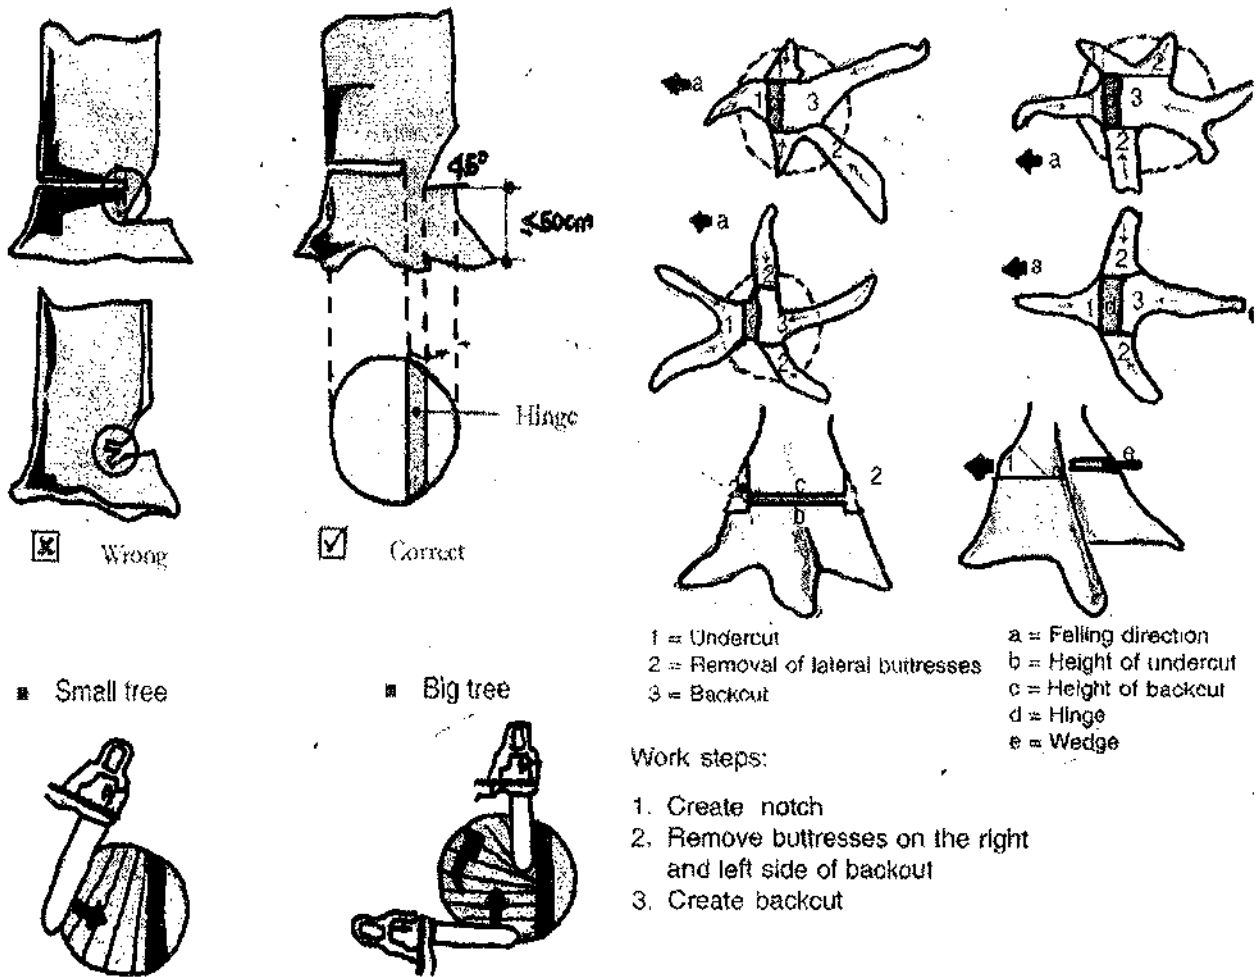 45°
≤50cm
Hinge
☒ Wrong
☑ Correct
■ Small tree
■ Big tree
a
1
3
2
a
2
3
2
a
2
1
3
2
a
2
1
d
3
2
c
b
2
1
e
1 = Undercut
2 = Removal of lateral buttresses
3 = Backout
a = Felling direction
b = Height of undercut
c = Height of backcut
d = Hinge
e = Wedge
Work steps:
1. Create notch
2. Remove buttresses on the right
and left side of backout
3. Create backcut